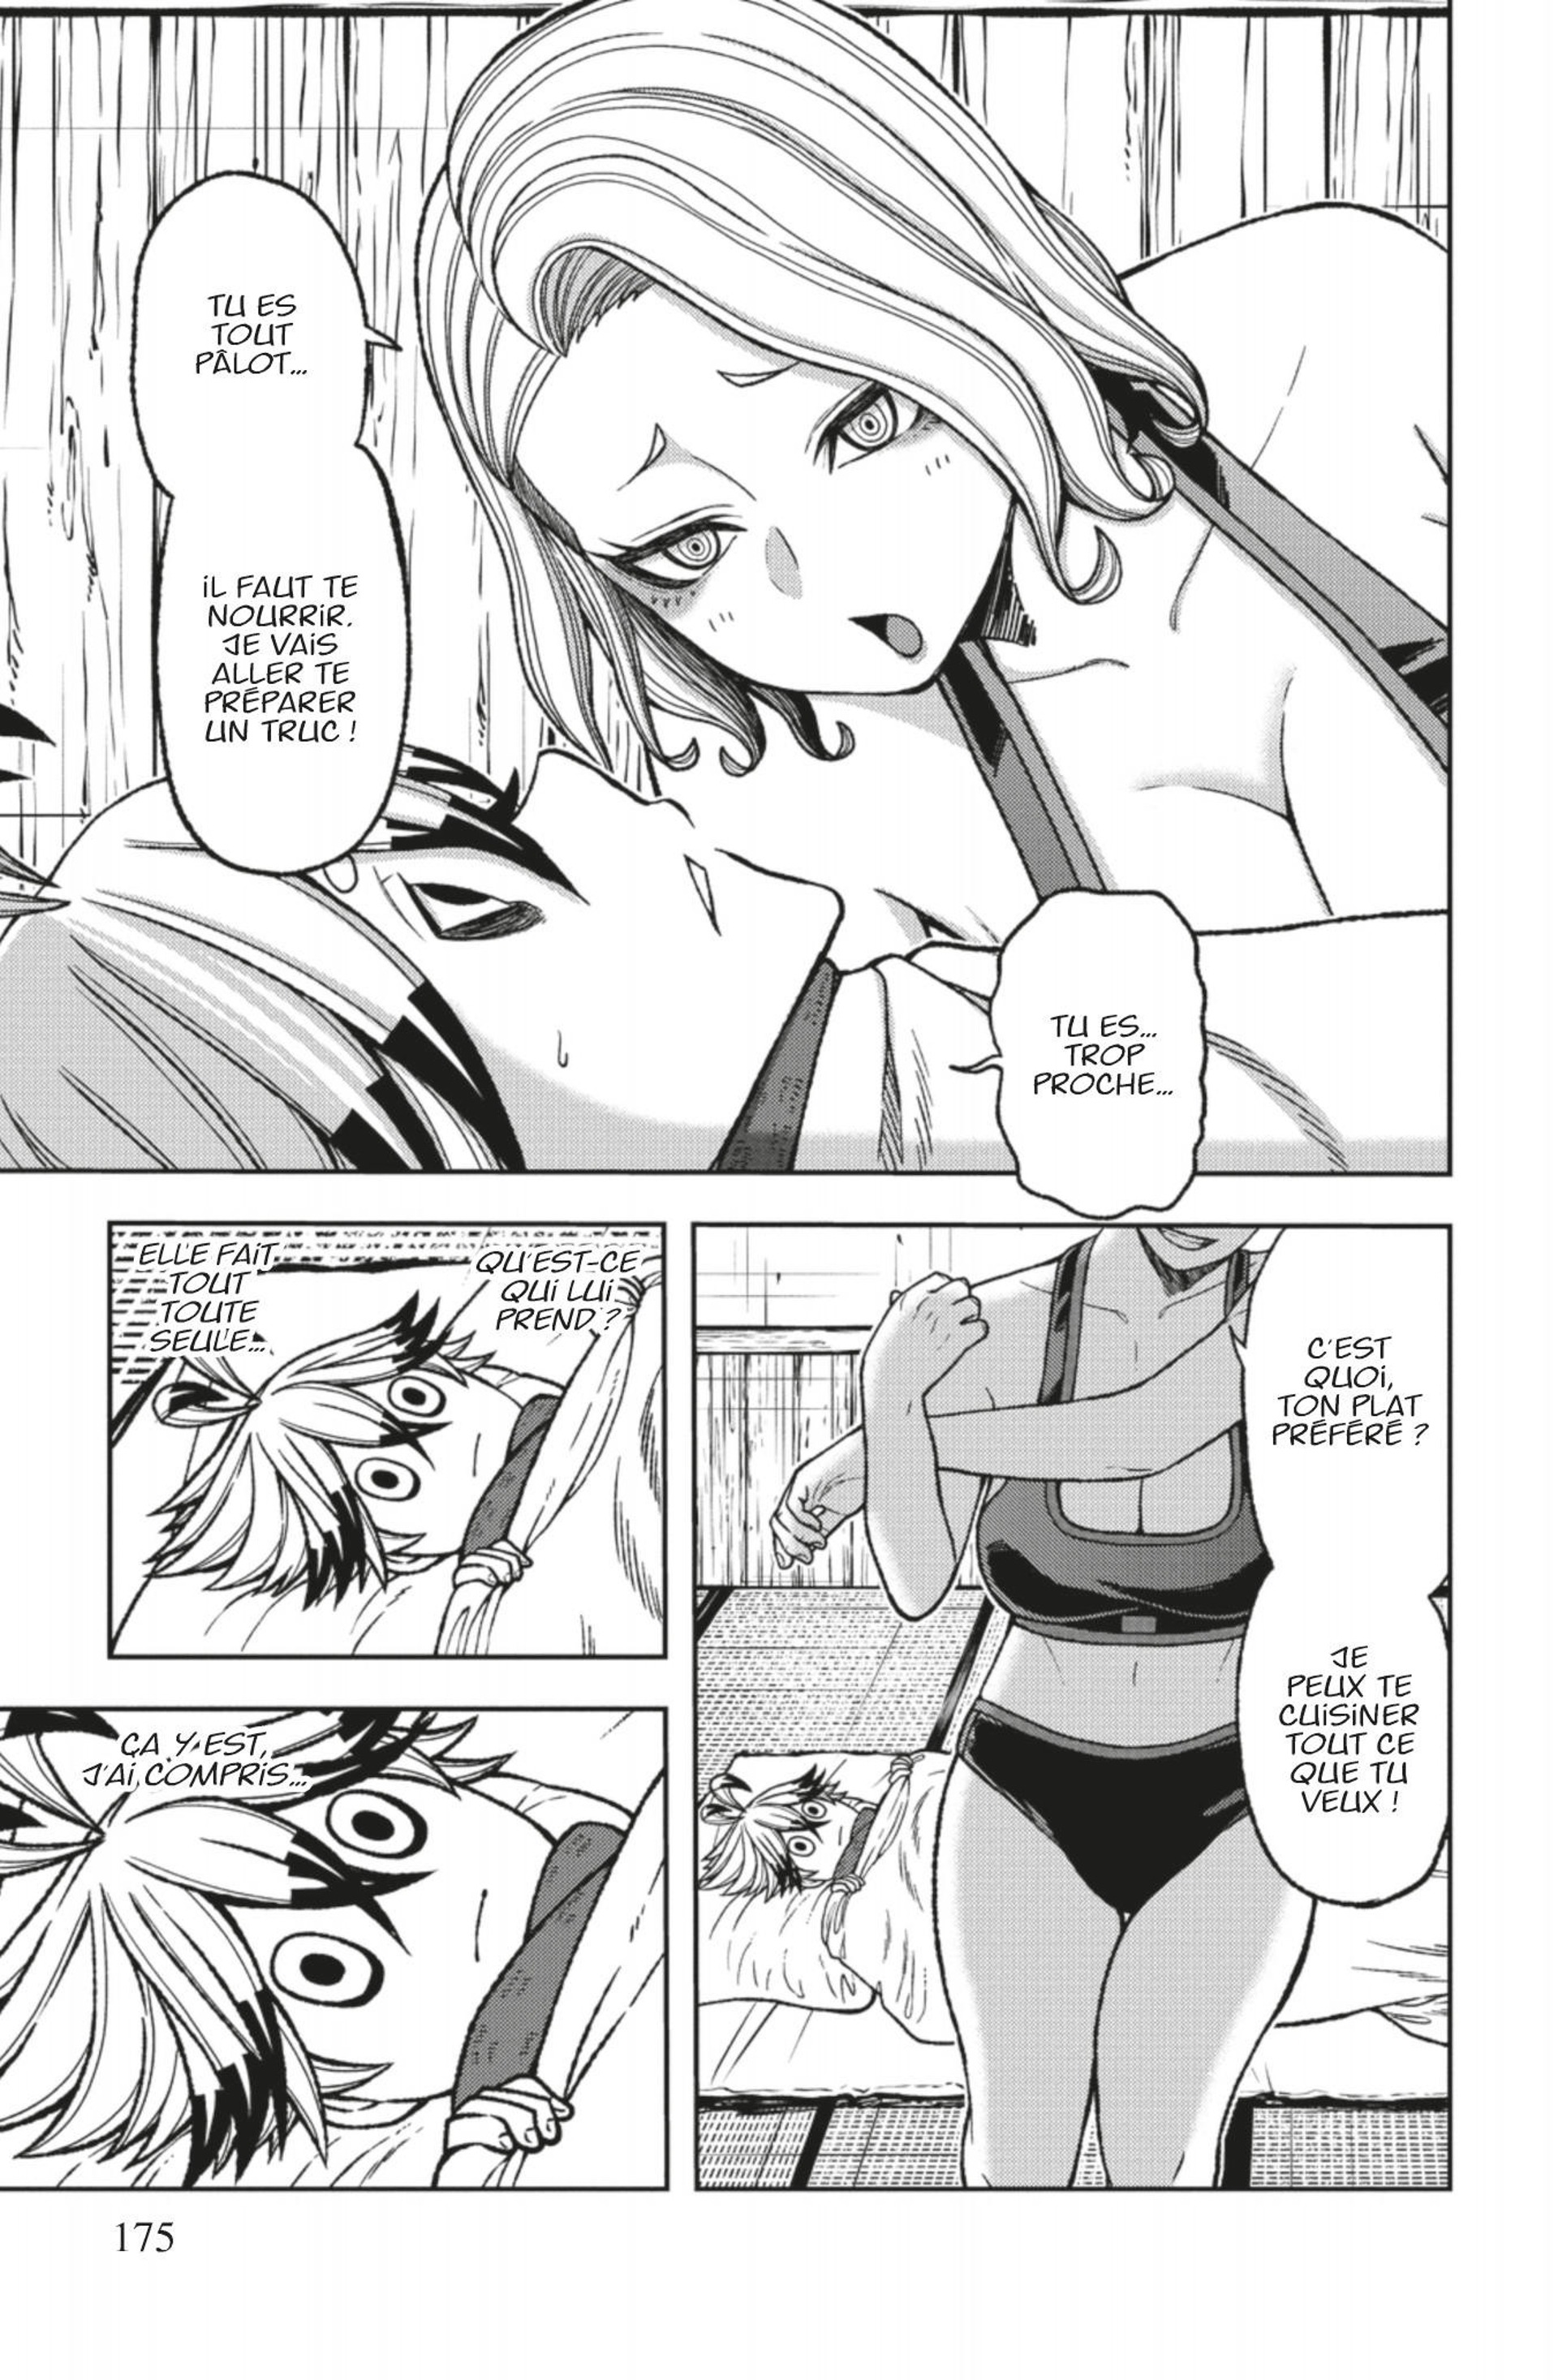 TU ES
TOUT
PÂLOT...
IL FAUT TE
NOURRIR.
JE VAIS
ALLER TE
PRÉPARER
UN TRUC !
TU ES...
TROP
PROCHE...
C'EST
QUOI,
TON PLAT
PRÉFÉRÉ ?
JE
PEUX TE
CUISINER
TOUT CE
QUE TU
VEUX !
QU'EST-CE
QUI LUI
PREND ?
ELLE FAIT
TOUT
TOUTE
SEULE...
ÇA Y EST,
J'AI COMPRIS...
175